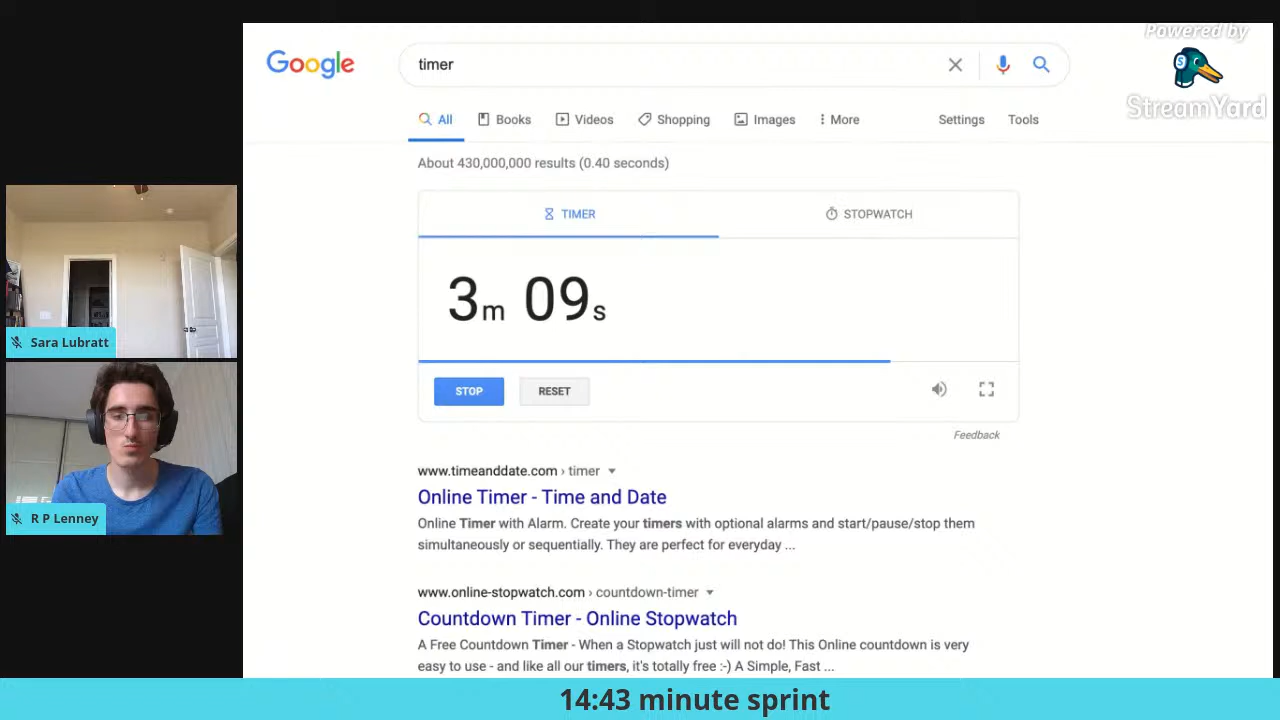 Powered by
StreamYard
Google
timer
All
Books
Videos
Shopping
Images
More
Settings
Tools
About 430,000,000 results (0.40 seconds)
TIMER
STOPWATCH
3m 09s
STOP
RESET
Feedback
www.timeanddate.com › timer
Online Timer - Time and Date
Online Timer with Alarm. Create your timers with optional alarms and start/pause/stop them
simultaneously or sequentially. They are perfect for everyday ...
www.online-stopwatch.com › countdown-timer
Countdown Timer - Online Stopwatch
A Free Countdown Timer - When a Stopwatch just will not do! This Online countdown is very
easy to use - and like all our timers, it's totally free :-) A Simple, Fast ...
Sara Lubratt
R P Lenney
14:43 minute sprint